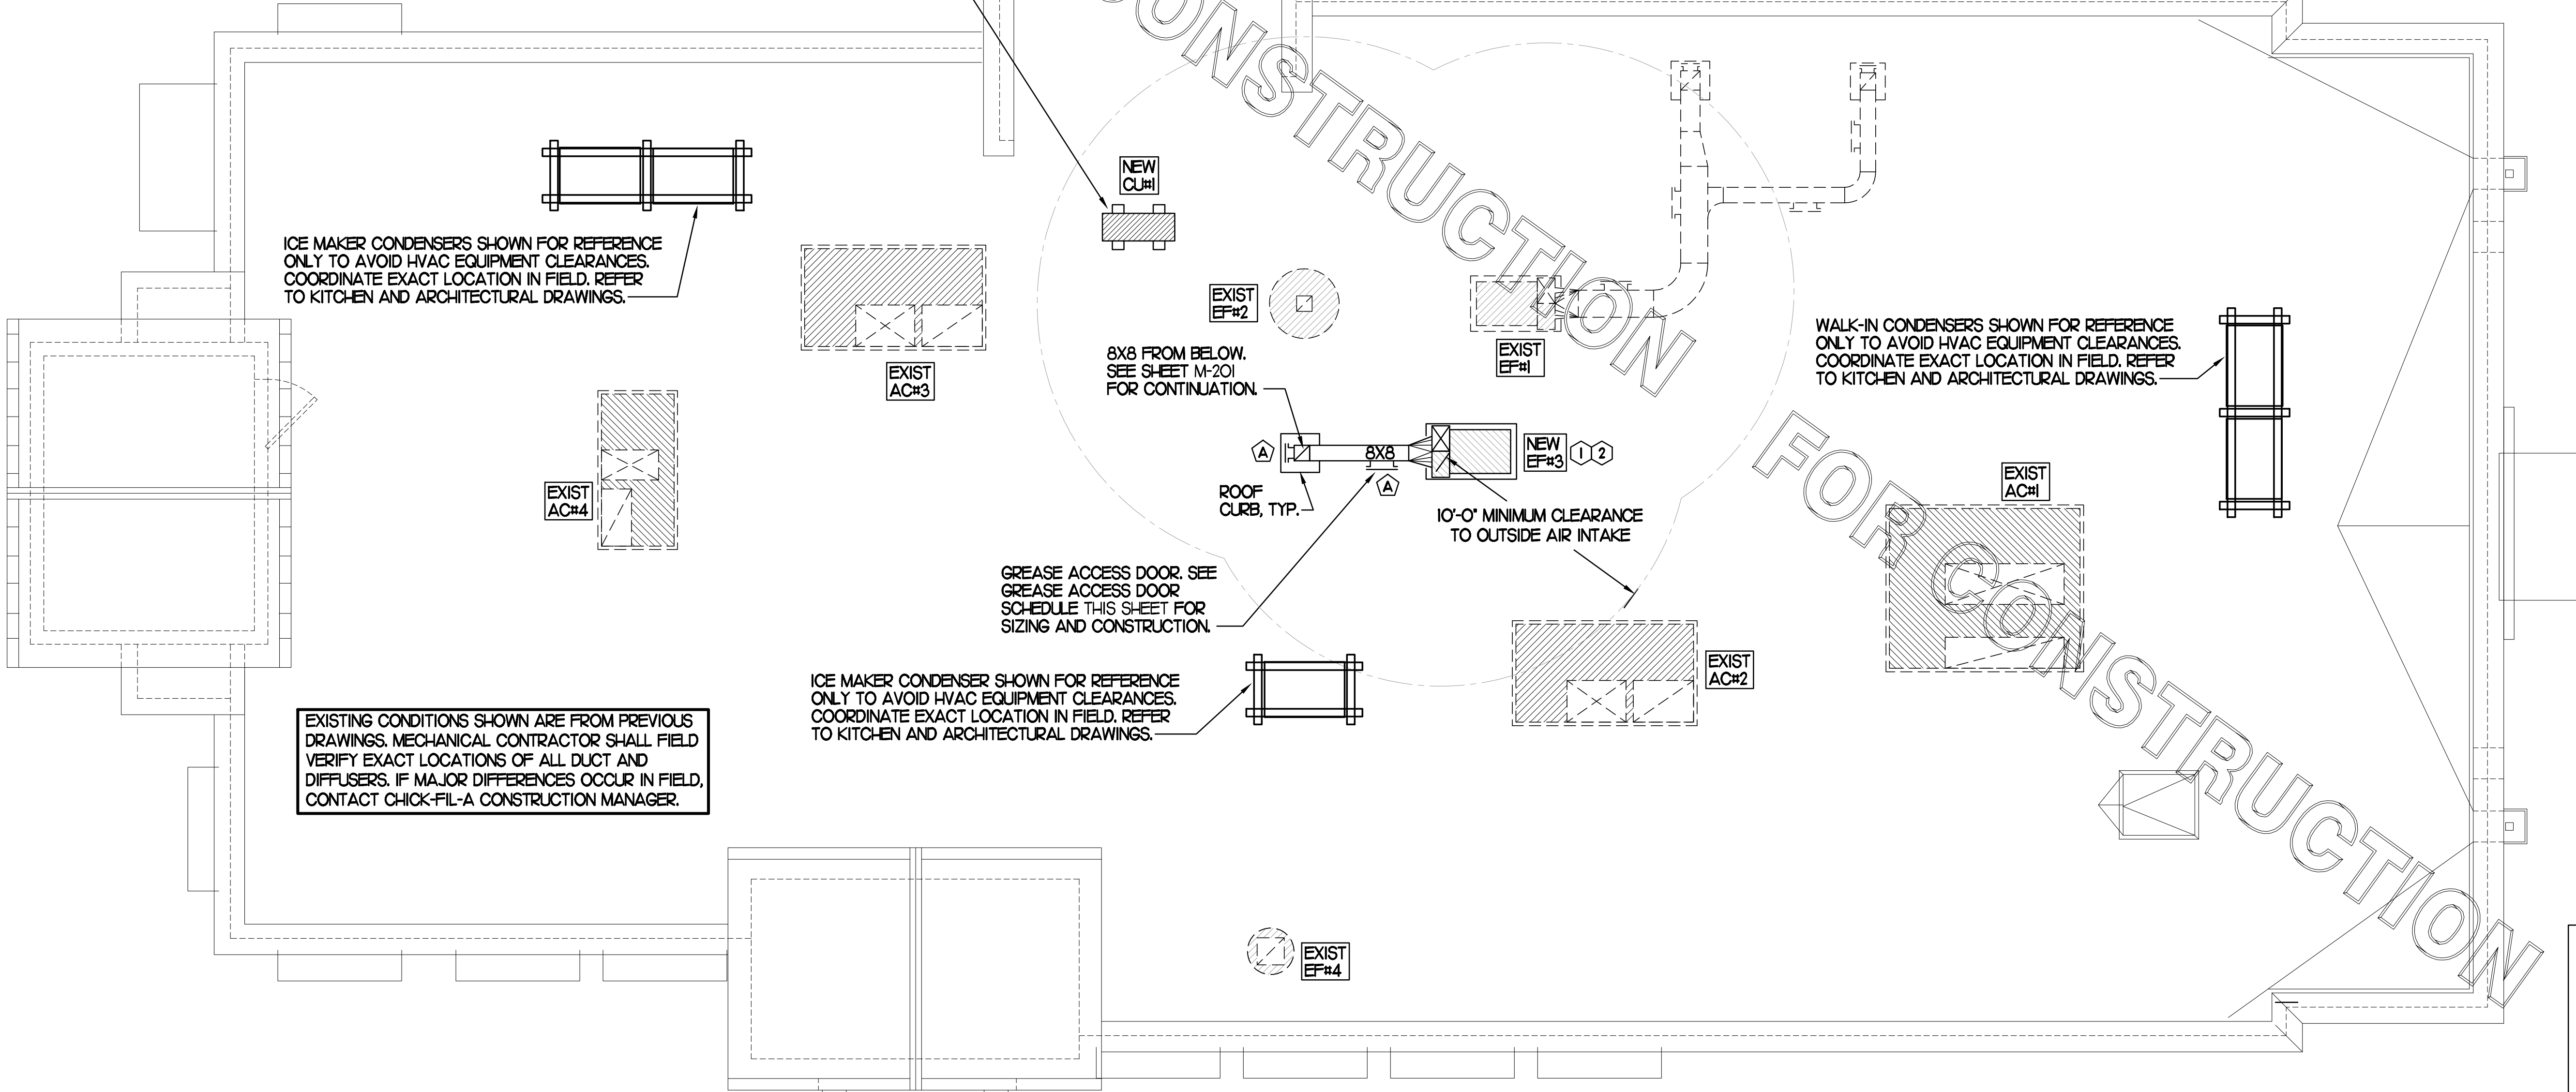 CONSTRUCTION
NEW
CU#1
ICE MAKER CONDENSERS SHOWN FOR REFERENCE
ONLY TO AVOID HVAC EQUIPMENT CLEARANCES.
COORDINATE EXACT LOCATION IN FIELD. REFER
TO KITCHEN AND ARCHITECTURAL DRAWINGS.
EXIST
AC#3
EXIST
EF#2
EXIST
EF#1
WALK-IN CONDENSERS SHOWN FOR REFERENCE
ONLY TO AVOID HVAC EQUIPMENT CLEARANCES.
COORDINATE EXACT LOCATION IN FIELD. REFER
TO KITCHEN AND ARCHITECTURAL DRAWINGS.
8X8 FROM BELOW.
SEE SHEET M-201
FOR CONTINUATION.
A
8X8
A
NEW
EF#3
1
2
ROOF
CURB, TYP.
10'-0" MINIMUM CLEARANCE
TO OUTSIDE AIR INTAKE
EXIST
AC#4
EXIST
AC#1
FOR CONSTRUCTION
GREASE ACCESS DOOR. SEE
GREASE ACCESS DOOR
SCHEDULE THIS SHEET FOR
SIZING AND CONSTRUCTION.
EXIST
AC#2
ICE MAKER CONDENSER SHOWN FOR REFERENCE
ONLY TO AVOID HVAC EQUIPMENT CLEARANCES.
COORDINATE EXACT LOCATION IN FIELD. REFER
TO KITCHEN AND ARCHITECTURAL DRAWINGS.
EXISTING CONDITIONS SHOWN ARE FROM PREVIOUS
DRAWINGS. MECHANICAL CONTRACTOR SHALL FIELD
VERIFY EXACT LOCATIONS OF ALL DUCT AND
DIFFUSERS. IF MAJOR DIFFERENCES OCCUR IN FIELD,
CONTACT CHICK-FIL-A CONSTRUCTION MANAGER.
EXIST
EF#4